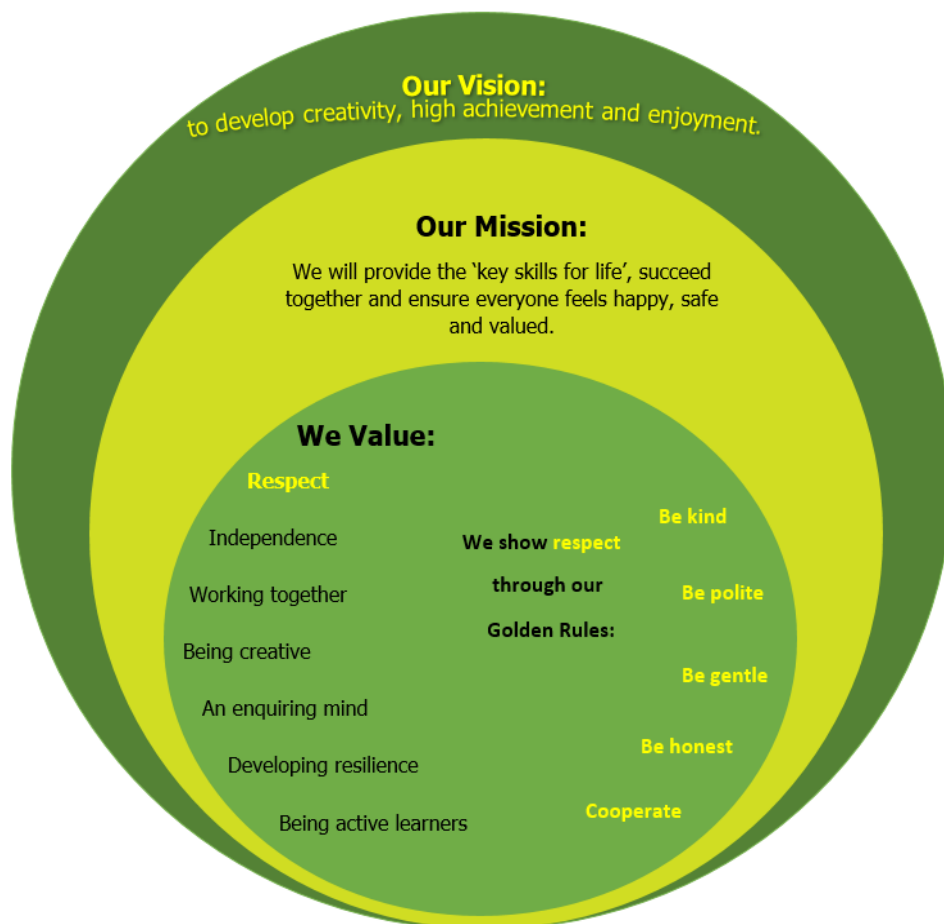 Our Vision:
to develop creativity, high achievement and enjoyment.
Our Mission:
We will provide the ‘key skills for life’, succeed
together and ensure everyone feels happy, safe
and valued.
We Value:
Respect
Independence
Working together
Being creative
An enquiring mind
Developing resilience
Being active learners
We show respect
through our
Golden Rules:
Be kind
Be polite
Be gentle
Be honest
Cooperate